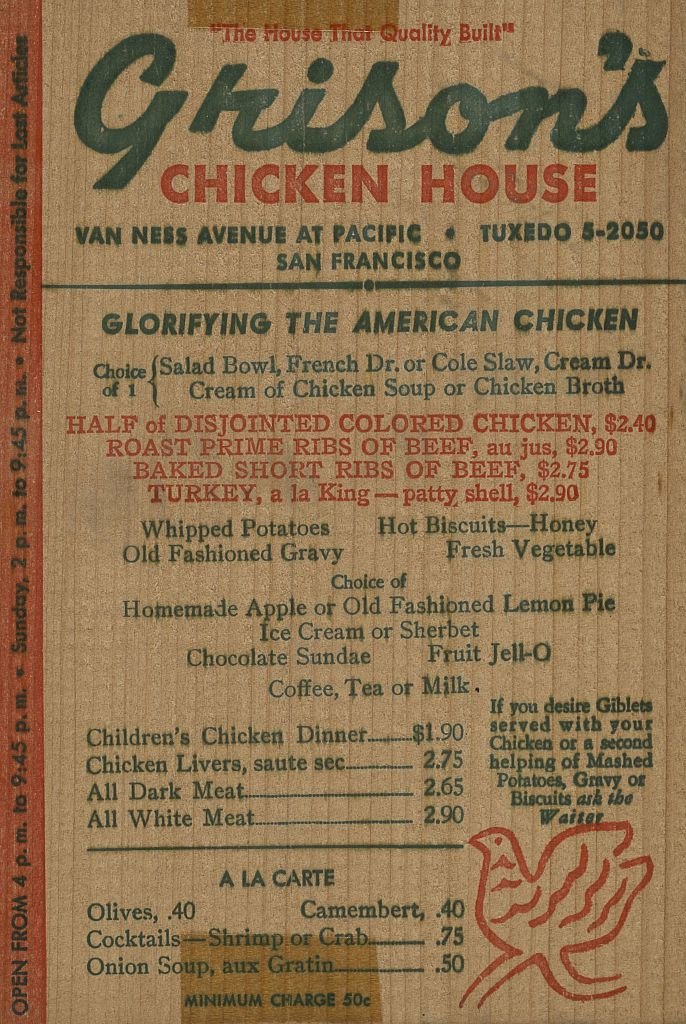 "The House That Quality Built"
Grison's
CHICKEN HOUSE
VAN NESS AVENUE AT PACIFIC • TUXEDO 5-2050
SAN FRANCISCO
GLORIFYING THE AMERICAN CHICKEN
Choice of 1 { Salad Bowl, French Dr. or Cole Slaw, Cream Dr.
Cream of Chicken Soup or Chicken Broth
HALF of DISJOINTED COLORED CHICKEN, $2.40
ROAST PRIME RIBS OF BEEF, au jus, $2.90
BAKED SHORT RIBS OF BEEF, $2.75
TURKEY, a la King — patty shell, $2.90
Whipped Potatoes Hot Biscuits—Honey
Old Fashioned Gravy Fresh Vegetable
Choice of
Homemade Apple or Old Fashioned Lemon Pie
Ice Cream or Sherbet
Chocolate Sundae Fruit Jell-O
Coffee, Tea or Milk.
Children's Chicken Dinner........$1.90
Chicken Livers, saute sec........ 2.75
All Dark Meat........ 2.65
All White Meat........ 2.90
If you desire Giblets
served with your
Chicken or a second
helping of Mashed
Potatoes, Gravy or
Biscuits ask the
Waiter
A LA CARTE
Olives, .40 Camembert, .40
Cocktails—Shrimp or Crab........ .75
Onion Soup, aux Gratin........ .50
MINIMUM CHARGE 50c
OPEN FROM 4 p. m. to 9:45 p. m. • Sunday, 2 p. m. to 9:45 p. m. • Not Responsible for Lost Articles